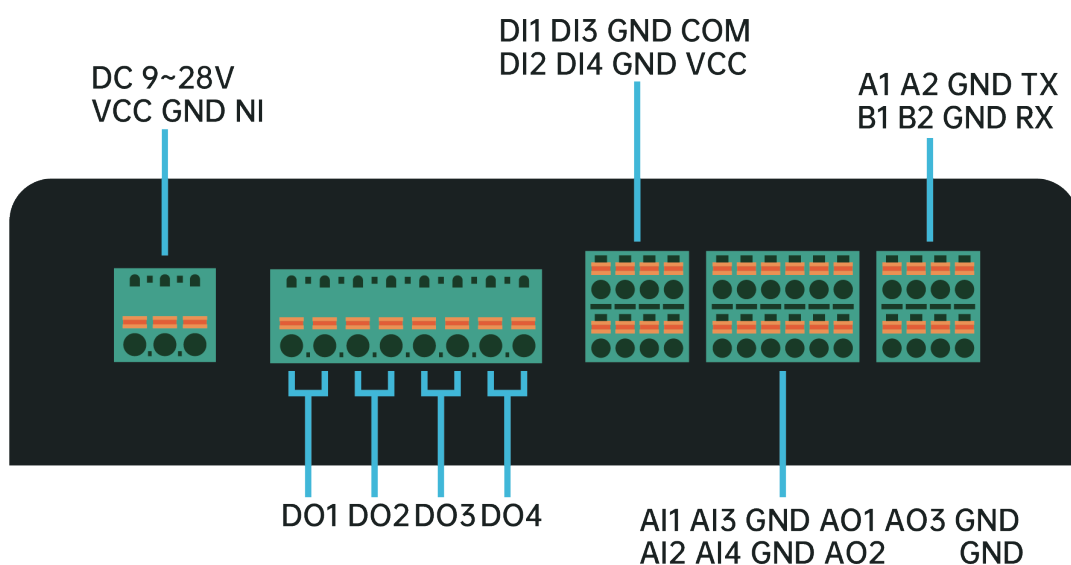 DI1 DI3 GND COM
DI2 DI4 GND VCC
DC 9~28V
VCC GND NI
A1 A2 GND TX
B1 B2 GND RX
DO1 DO2 DO3 DO4
AI1 AI3 GND AO1 AO3 GND
AI2 AI4 GND AO2 GND